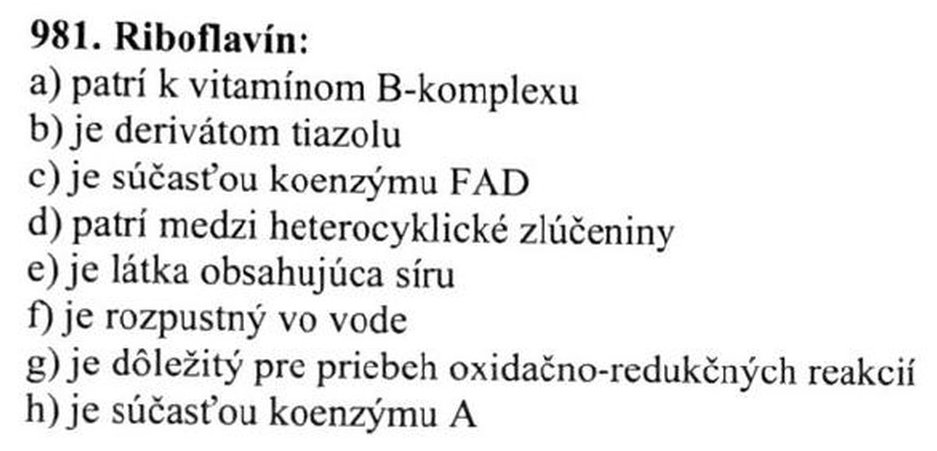 981. Riboflavín:
a) patrí k vitamínom B-komplexu
b) je derivátom tiazolu
c) je súčasťou koenzýmu FAD
d) patrí medzi heterocyklické zlúčeniny
e) je látka obsahujúca síru
f) je rozpustný vo vode
g) je dôležitý pre priebeh oxidačno-redukčných reakcií
h) je súčasťou koenzýmu A